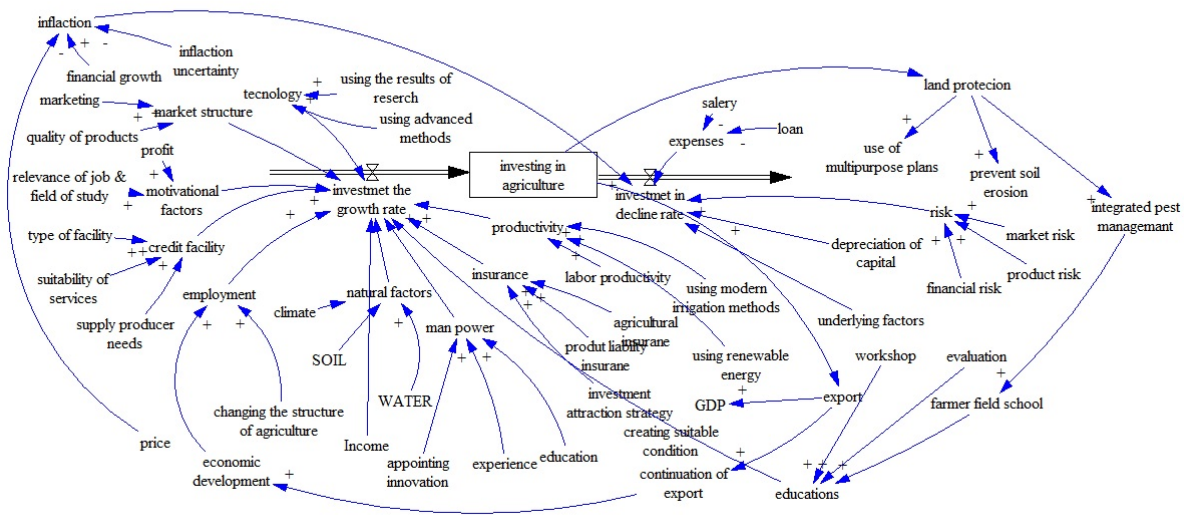 inflaction
inflaction
uncertainty
financial growth
marketing
market structure
quality of products
tecnology
using the results of
reserch
using advanced
methods
profit
relevance of job &
field of study
motivational
factors
type of facility
credit facility
suitability of
services
supply producer
needs
employment
changing the structure
of agriculture
economic
development
price
investmet the
growth rate
investing in
agriculture
natural factors
climate
SOIL
WATER
Income
man power
appointing
innovation
experience
education
productivity
labor productivity
using modern
irrigation methods
using renewable
energy
insurance
agricultural
insurane
produt liability
insurane
investment
attraction strategy
creating suitable
condition
continuation of
export
salery
expenses
loan
investmet in
decline rate
land protecion
use of
multipurpose plans
prevent soil
erosion
integrated pest
management
risk
market risk
product risk
financial risk
depreciation of
capital
underlying factors
workshop
evaluation
GDP
export
farmer field school
educations